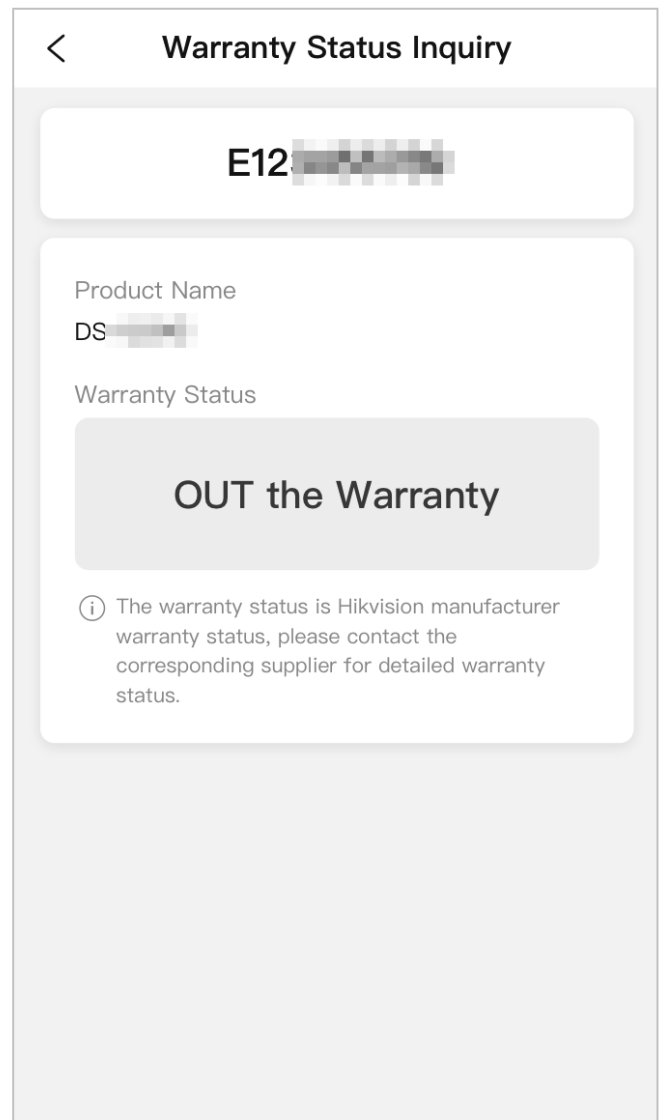 Warranty Status Inquiry
E12
Product Name
DS
Warranty Status
OUT the Warranty
The warranty status is Hikvision manufacturer
warranty status, please contact the
corresponding supplier for detailed warranty
status.